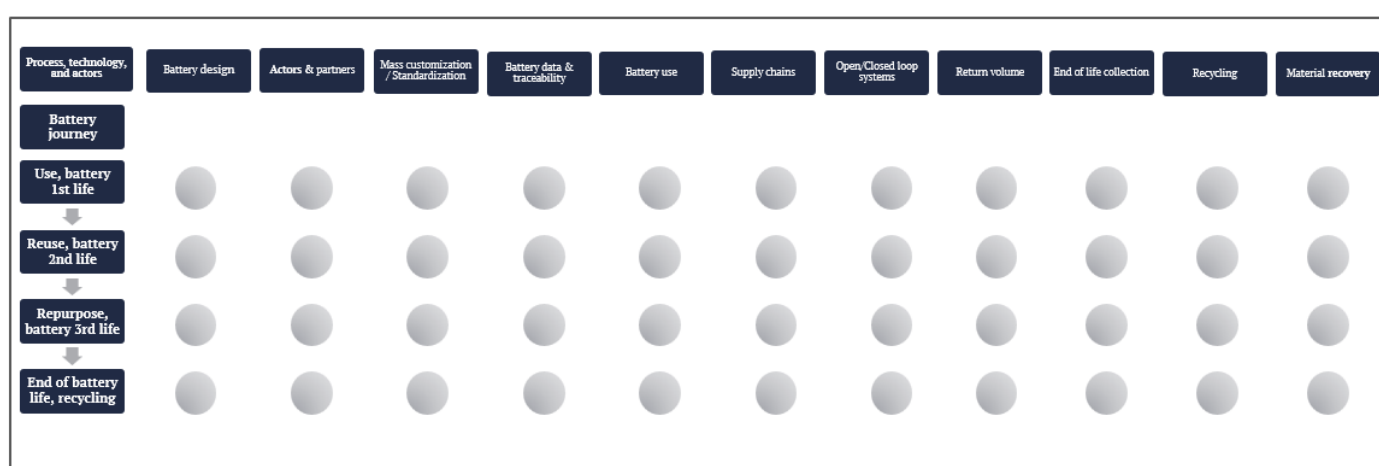 Process, technology,
and actors
Battery design
Actors & partners
Mass customization
/ Standardization
Battery data &
traceability
Battery use
Supply chains
Open/Closed loop
systems
Return volume
End of life collection
Recycling
Material recovery
Battery
journey
Use, battery
1st life
Reuse, battery
2nd life
Repurpose,
battery 3rd life
End of battery
life, recycling